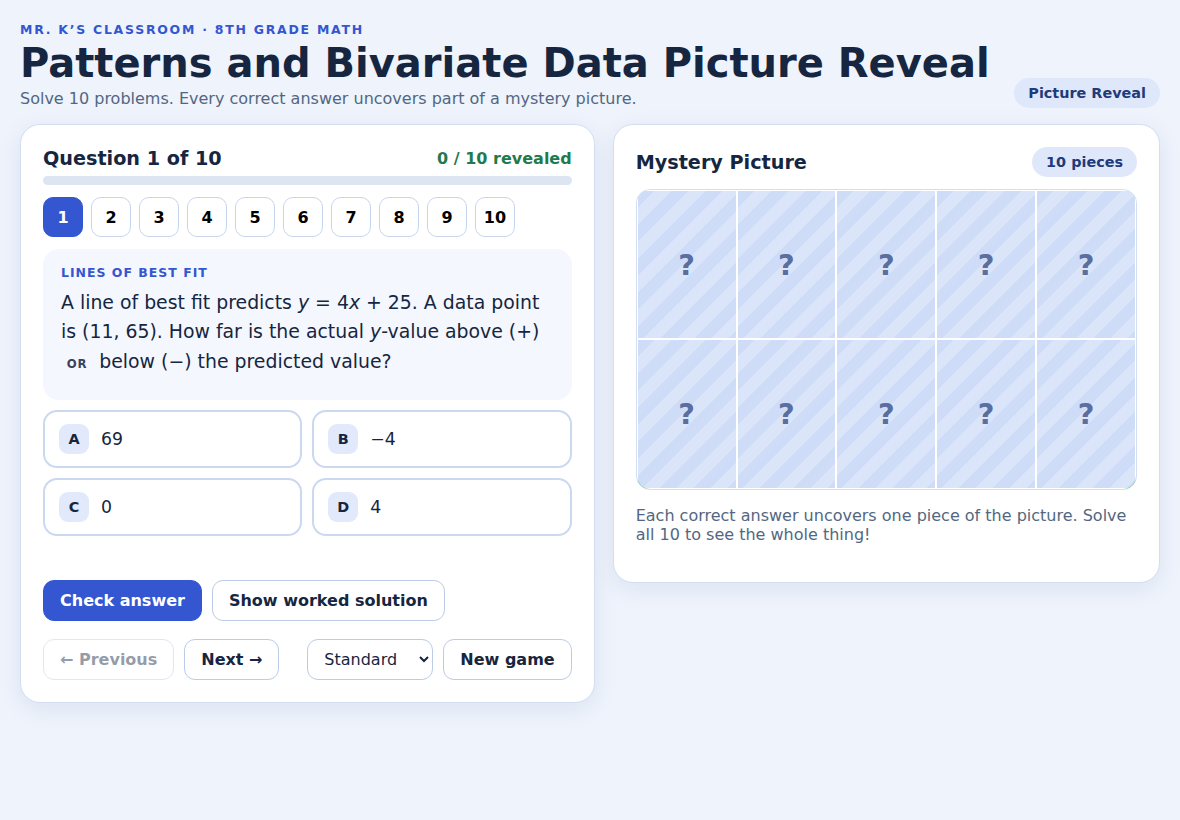 MR. K’S CLASSROOM · 8TH GRADE MATH
Patterns and Bivariate Data Picture Reveal
Solve 10 problems. Every correct answer uncovers part of a mystery picture.
Picture Reveal
Question 1 of 10
0 / 10 revealed
1 2 3 4 5 6 7 8 9 10
LINES OF BEST FIT
A line of best fit predicts y = 4x + 25. A data point
is (11, 65). How far is the actual y-value above (+)
OR below (−) the predicted value?
A 69
B −4
C 0
D 4
Check answer
Show worked solution
← Previous
Next →
Standard
New game
Mystery Picture
10 pieces
? ? ? ? ?
? ? ? ? ?
Each correct answer uncovers one piece of the picture. Solve
all 10 to see the whole thing!